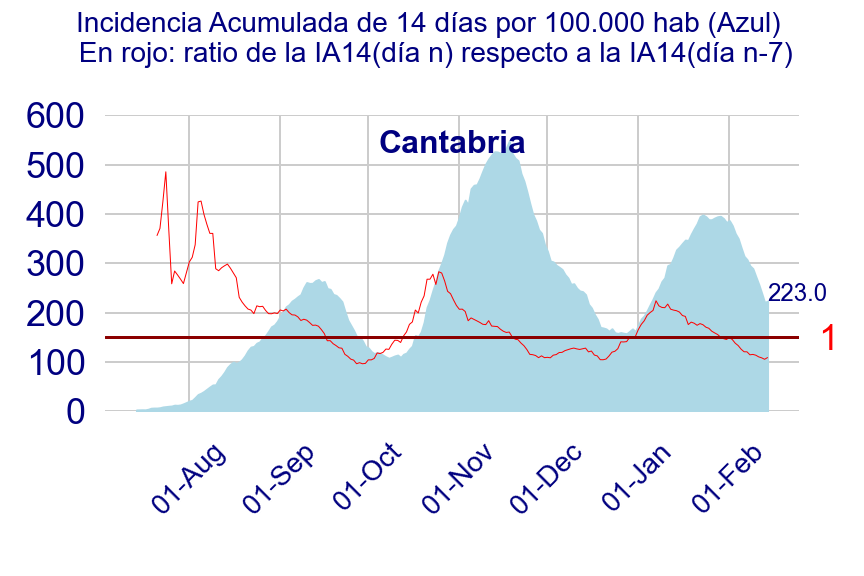 Incidencia Acumulada de 14 días por 100.000 hab (Azul)
En rojo: ratio de la IA14(día n) respecto a la IA14(día n-7)
600
Cantabria
500
400
300
223.0
200
1
100
0
01-Aug
01-Sep
01-Oct
01-Nov
01-Dec
01-Jan
01-Feb